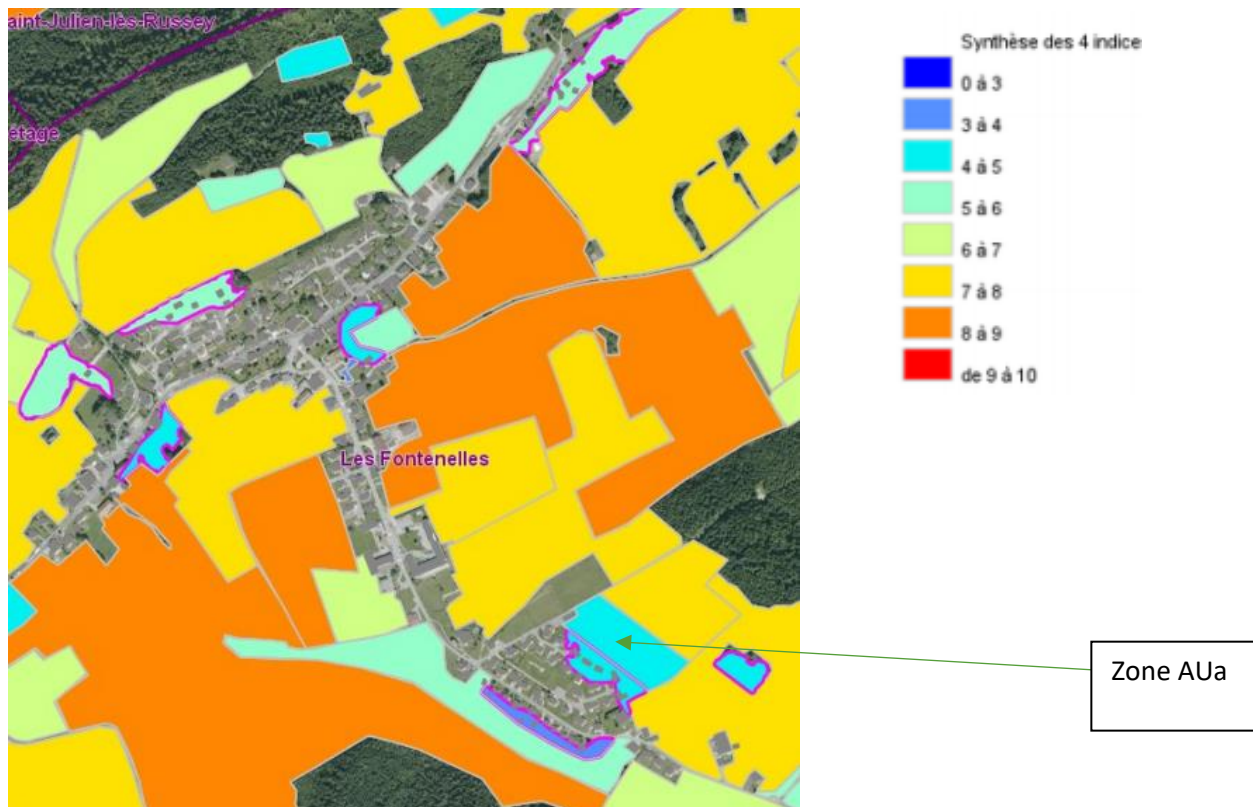 aint-Julien-lès-Russey
étage
Les Fontenelles
Synthèse des 4 indice
0 à 3
3 à 4
4 à 5
5 à 6
6 à 7
7 à 8
8 à 9
de 9 à 10
Zone AUa